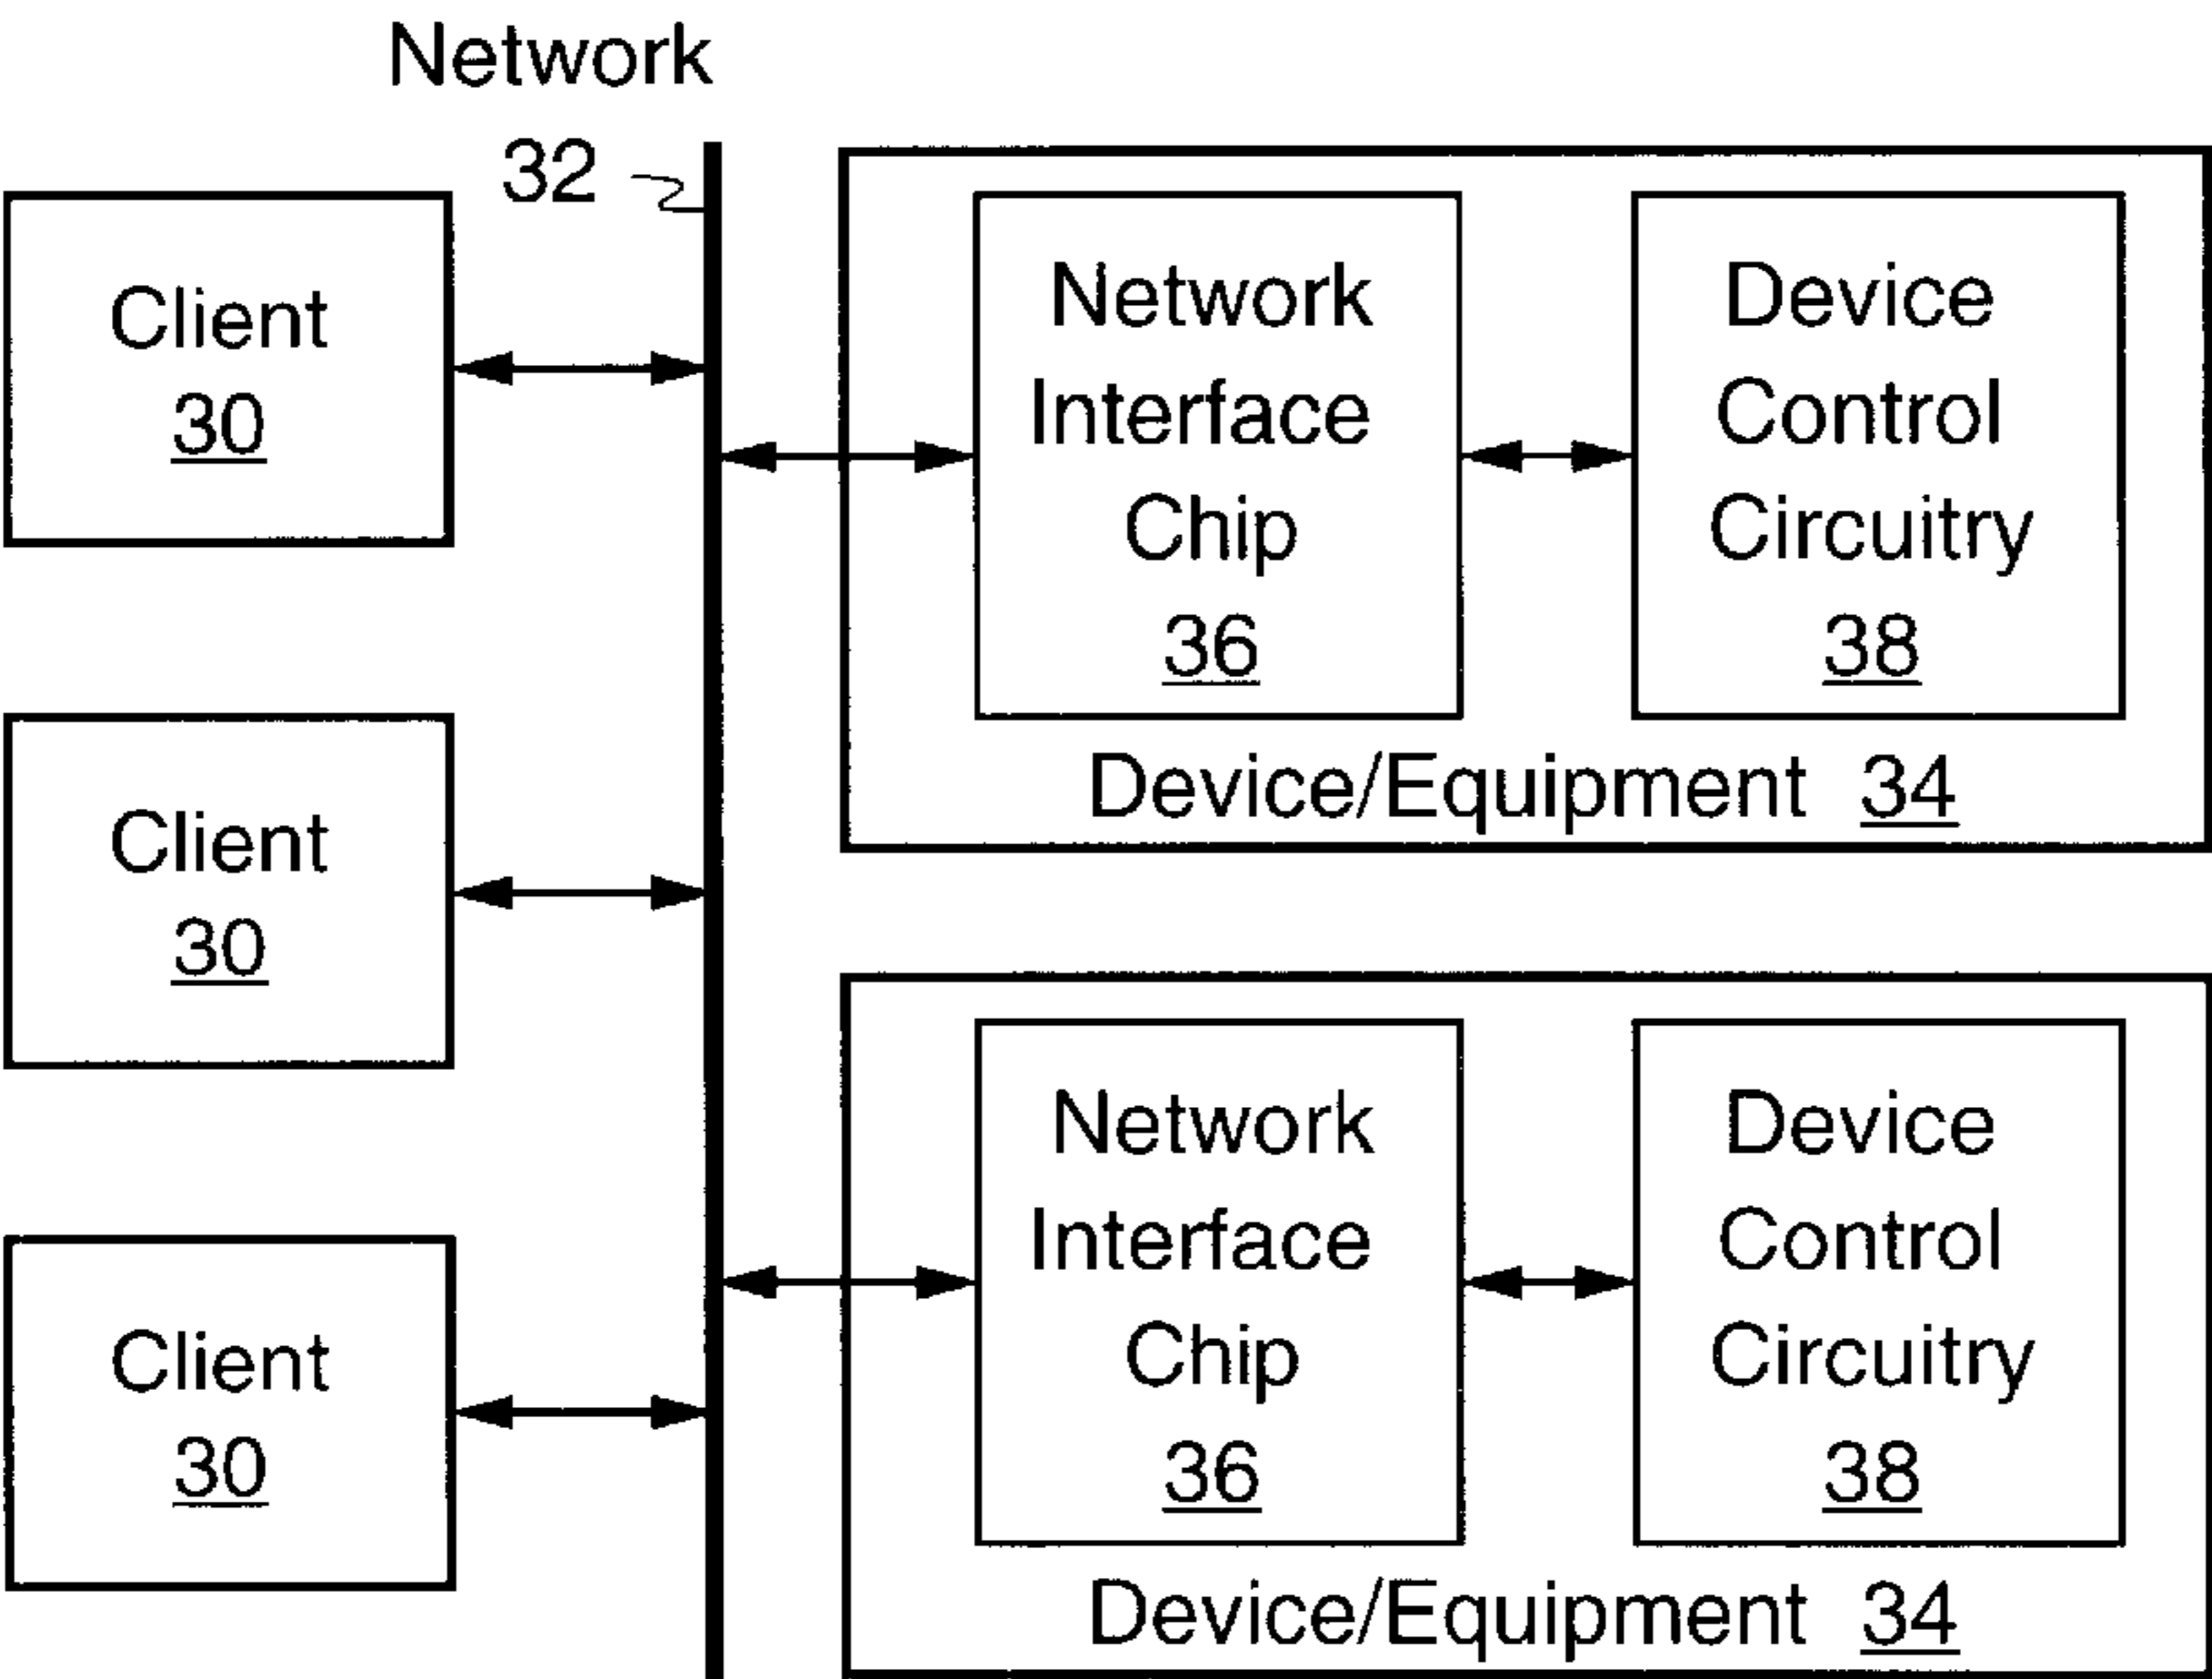 Network
32
Client
30
Client
30
Client
30
Network
Interface
Chip
36
Device
Control
Circuitry
38
Device/Equipment 34
Network
Interface
Chip
36
Device
Control
Circuitry
38
Device/Equipment 34